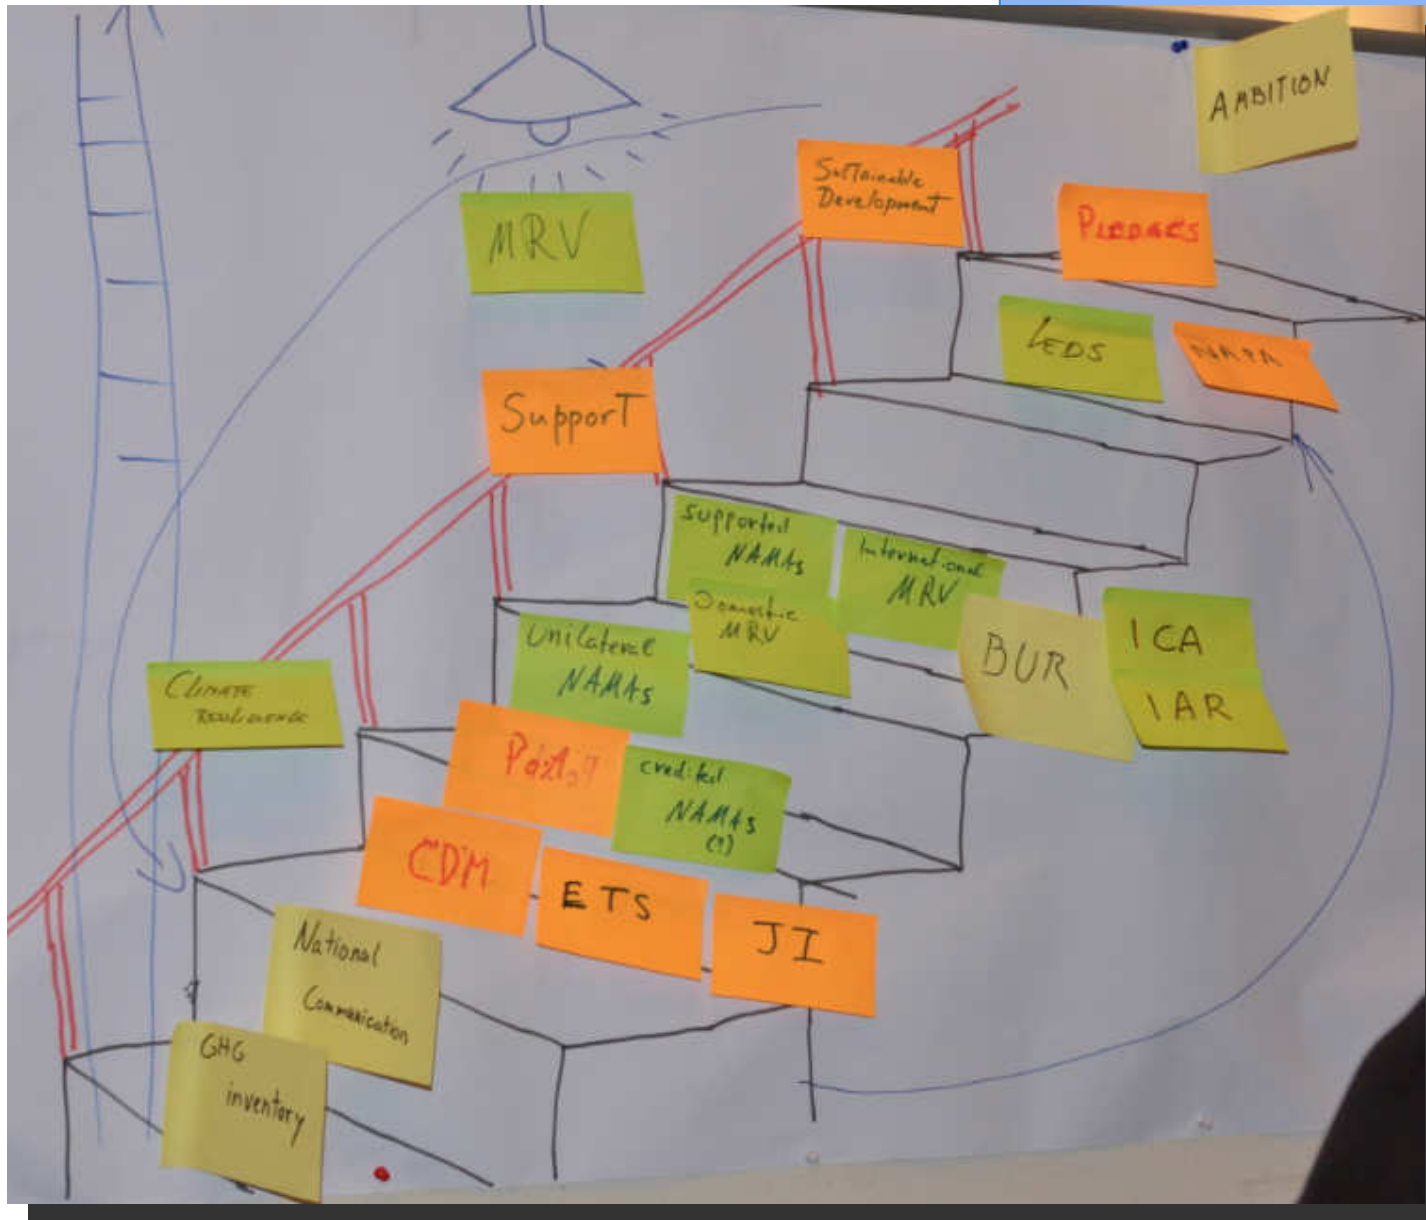 AMBITION
Sustainable
Development
PLEDGES
MRV
LEDS
NAPA
Support
Supported
NAMAs
International
MRV
Domestic
MRV
Unilateral
NAMAs
BUR
ICA
IAR
CLIMATE
credited
NAMAs
(?)
CDM
ETS
JI
National
Communication
GHG
inventory